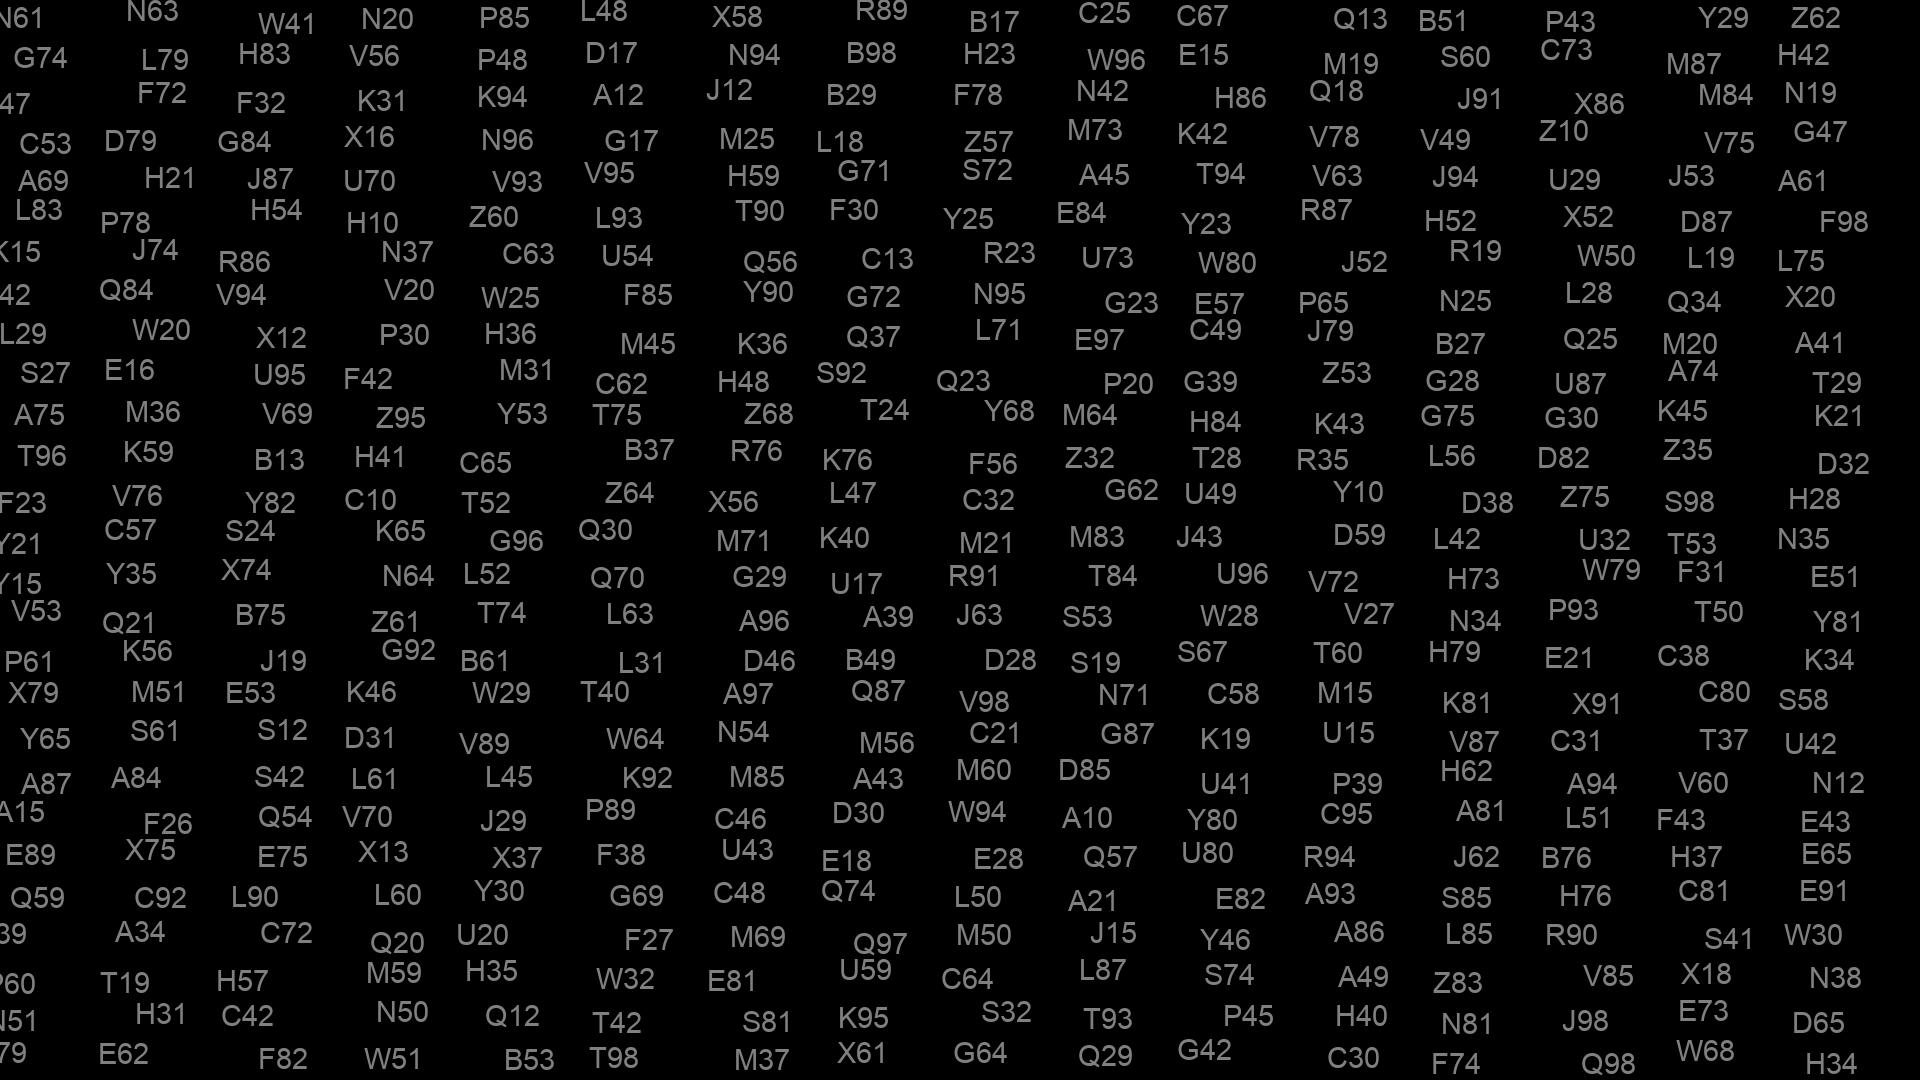 N61 N63 W41 N20 P85 L48 X58 R89 B17 C25 C67 Q13 B51 P43 Y29 Z62
G74 L79 H83 V56 P48 D17 N94 B98 H23 W96 E15 M19 S60 C73 M87 H42
47 F72 F32 K31 K94 A12 J12 B29 F78 N42 H86 Q18 J91 X86 M84 N19
C53 D79 G84 X16 N96 G17 M25 L18 Z57 M73 K42 V78 V49 Z10 V75 G47
A69 H21 J87 U70 V93 V95 H59 G71 S72 A45 T94 V63 J94 U29 J53 A61
L83 P78 H54 H10 Z60 L93 T90 F30 Y25 E84 Y23 R87 H52 X52 D87 F98
K15 J74 R86 N37 C63 U54 Q56 C13 R23 U73 W80 J52 R19 W50 L19 L75
42 Q84 V94 V20 W25 F85 Y90 G72 N95 G23 E57 P65 N25 L28 Q34 X20
L29 W20 X12 P30 H36 M45 K36 Q37 L71 E97 C49 J79 B27 Q25 M20 A41
S27 E16 U95 F42 M31 C62 H48 S92 Q23 P20 G39 Z53 G28 U87 A74 T29
A75 M36 V69 Z95 Y53 T75 Z68 T24 Y68 M64 H84 K43 G75 G30 K45 K21
T96 K59 B13 H41 C65 B37 R76 K76 F56 Z32 T28 R35 L56 D82 Z35 D32
F23 V76 Y82 C10 T52 Z64 X56 L47 C32 G62 U49 Y10 D38 Z75 S98 H28
Y21 C57 S24 K65 G96 Q30 M71 K40 M21 M83 J43 D59 L42 U32 T53 N35
Y15 Y35 X74 N64 L52 Q70 G29 U17 R91 T84 U96 V72 H73 W79 F31 E51
V53 Q21 B75 Z61 T74 L63 A96 A39 J63 S53 W28 V27 N34 P93 T50 Y81
P61 K56 J19 G92 B61 L31 D46 B49 D28 S19 S67 T60 H79 E21 C38 K34
X79 M51 E53 K46 W29 T40 A97 Q87 V98 N71 C58 M15 K81 X91 C80 S58
Y65 S61 S12 D31 V89 W64 N54 M56 C21 G87 K19 U15 V87 C31 T37 U42
A87 A84 S42 L61 L45 K92 M85 A43 M60 D85 U41 P39 H62 A94 V60 N12
A15 F26 Q54 V70 J29 P89 C46 D30 W94 A10 Y80 C95 A81 L51 F43 E43
E89 X75 E75 X13 X37 F38 U43 E18 E28 Q57 U80 R94 J62 B76 H37 E65
Q59 C92 L90 L60 Y30 G69 C48 Q74 L50 A21 E82 A93 S85 H76 C81 E91
39 A34 C72 Q20 U20 F27 M69 Q97 M50 J15 Y46 A86 L85 R90 S41 W30
P60 T19 H57 M59 H35 W32 E81 U59 C64 L87 S74 A49 Z83 V85 X18 N38
N51 H31 C42 N50 Q12 T42 S81 K95 S32 T93 P45 H40 N81 J98 E73 D65
79 E62 F82 W51 B53 T98 M37 X61 G64 Q29 G42 C30 F74 Q98 W68 H34